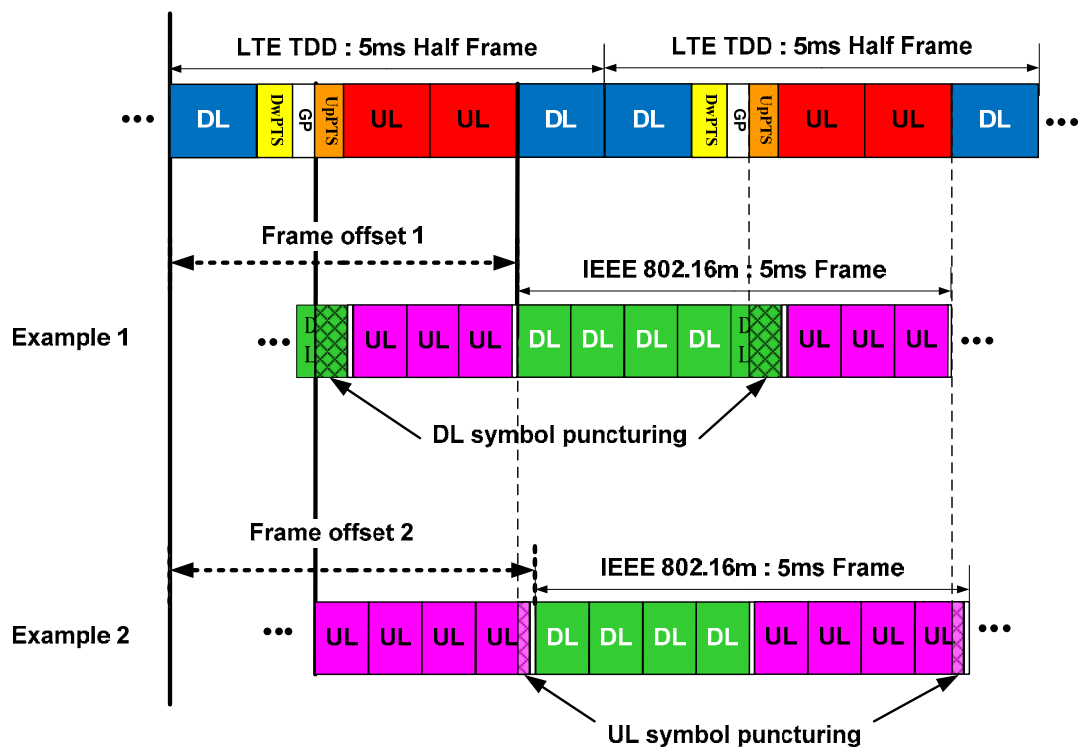 LTE TDD : 5ms Half Frame LTE TDD : 5ms Half Frame
••• DL DwPTS GP UpPTS UL UL DL DL DwPTS GP UpPTS UL UL DL •••
Frame offset 1
IEEE 802.16m : 5ms Frame
Example 1 ••• DL UL UL UL DL DL DL DL DL UL UL UL •••
DL symbol puncturing
Frame offset 2
IEEE 802.16m : 5ms Frame
Example 2 ••• UL UL UL UL DL DL DL DL UL UL UL UL •••
UL symbol puncturing